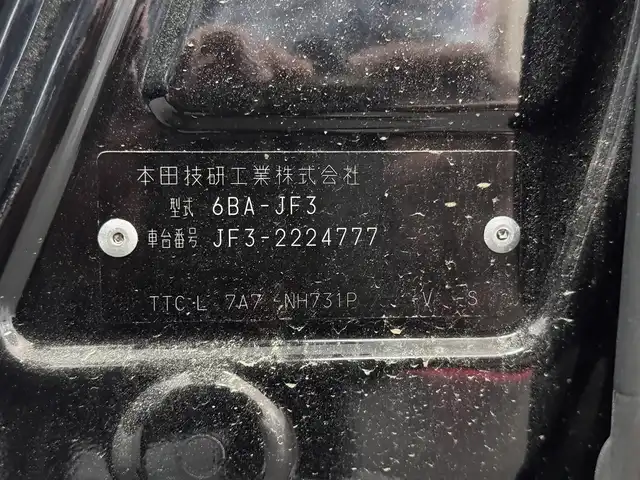 本田技研工業株式会社
型式 6BA-JF3
車台番号 JF3-2224777
TTC-L 7A7 -NH731P -V -S